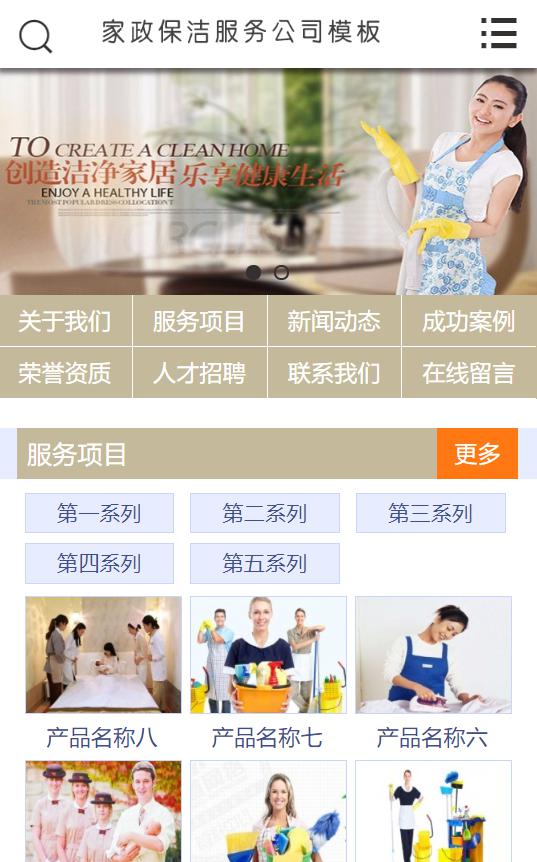 家政保洁服务公司模板
TO CREATE A CLEAN HOME
创造洁净家居 乐享健康生活
ENJOY A HEALTHY LIFE
THE MOST POPULAR DRESS COLLOCATION T
关于我们 服务项目 新闻动态 成功案例
荣誉资质 人才招聘 联系我们 在线留言
服务项目 更多
第一系列 第二系列 第三系列
第四系列 第五系列
产品名称八 产品名称七 产品名称六